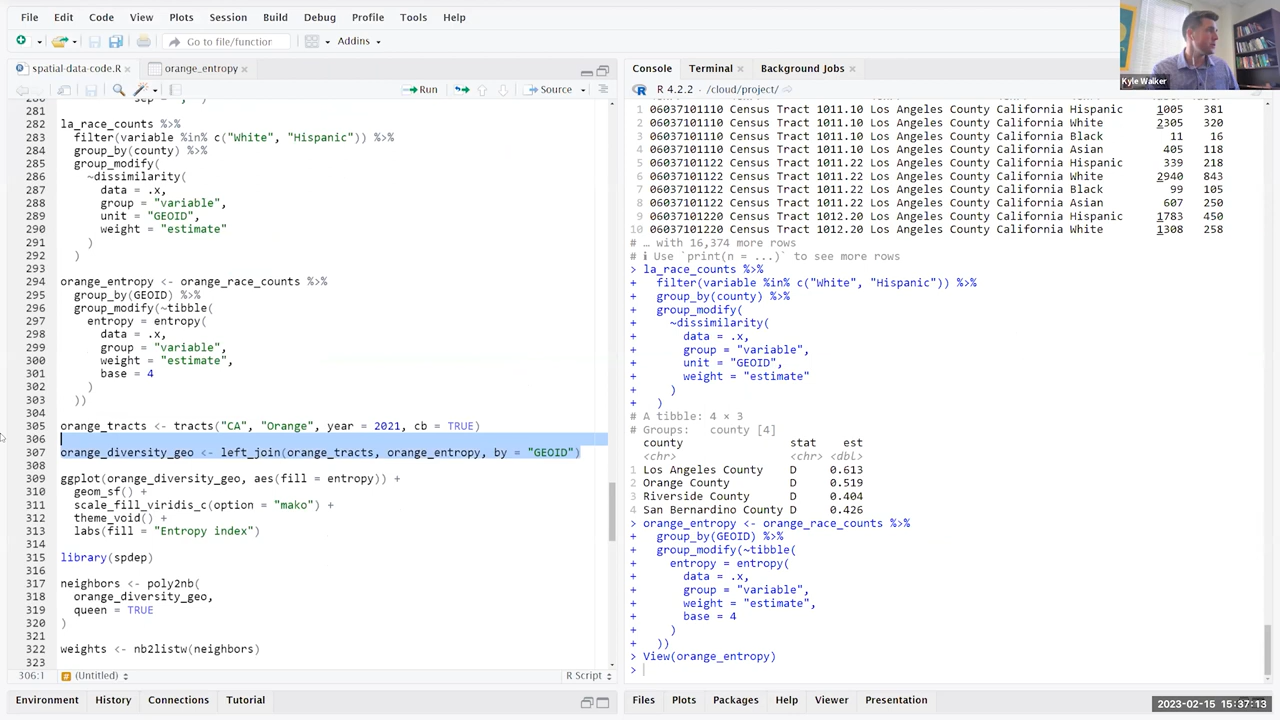 File Edit Code View Plots Session Build Debug Profile Tools Help
Go to file/function Addins
Kyle Walker
spatial-data-code.R orange_entropy
Run Source
281
282 la_race_counts %>%
283 filter(variable %in% c("White", "Hispanic")) %>%
284 group_by(county) %>%
285 group_modify(
286 ~dissimilarity(
287 data = .x,
288 group = "variable",
289 unit = "GEOID",
290 weight = "estimate"
291 )
292 )
293
294 orange_entropy <- orange_race_counts %>%
295 group_by(GEOID) %>%
296 group_modify(~tibble(
297 entropy = entropy(
298 data = .x,
299 group = "variable",
300 weight = "estimate",
301 base = 4
302 )
303 ))
304
305 orange_tracts <- tracts("CA", "Orange", year = 2021, cb = TRUE)
306
307 orange_diversity_geo <- left_join(orange_tracts, orange_entropy, by = "GEOID")
308
309 ggplot(orange_diversity_geo, aes(fill = entropy)) +
310 geom_sf() +
311 scale_fill_viridis_c(option = "mako") +
312 theme_void() +
313 labs(fill = "Entropy index")
314
315 library(spdep)
316
317 neighbors <- poly2nb(
318 orange_diversity_geo,
319 queen = TRUE
320 )
321
322 weights <- nb2listw(neighbors)
323
306:1 (Untitled) R Script
Environment History Connections Tutorial
Console Terminal Background Jobs
R 4.2.2 · /cloud/project/
1 06037101110 Census Tract 1011.10 Los Angeles County California Hispanic 1005 381
2 06037101110 Census Tract 1011.10 Los Angeles County California White 2305 320
3 06037101110 Census Tract 1011.10 Los Angeles County California Black 11 16
4 06037101110 Census Tract 1011.10 Los Angeles County California Asian 405 118
5 06037101122 Census Tract 1011.22 Los Angeles County California Hispanic 339 218
6 06037101122 Census Tract 1011.22 Los Angeles County California White 2940 843
7 06037101122 Census Tract 1011.22 Los Angeles County California Black 99 105
8 06037101122 Census Tract 1011.22 Los Angeles County California Asian 607 250
9 06037101220 Census Tract 1012.20 Los Angeles County California Hispanic 1783 450
10 06037101220 Census Tract 1012.20 Los Angeles County California White 1308 258
# … with 16,374 more rows
# ℹ Use `print(n = ...)` to see more rows
> la_race_counts %>%
+ filter(variable %in% c("White", "Hispanic")) %>%
+ group_by(county) %>%
+ group_modify(
+ ~dissimilarity(
+ data = .x,
+ group = "variable",
+ unit = "GEOID",
+ weight = "estimate"
+ )
+ )
# A tibble: 4 × 3
# Groups: county [4]
county stat est
<chr> <chr> <dbl>
1 Los Angeles County D 0.613
2 Orange County D 0.519
3 Riverside County D 0.404
4 San Bernardino County D 0.426
> orange_entropy <- orange_race_counts %>%
+ group_by(GEOID) %>%
+ group_modify(~tibble(
+ entropy = entropy(
+ data = .x,
+ group = "variable",
+ weight = "estimate",
+ base = 4
+ )
+ ))
> View(orange_entropy)
>
Files Plots Packages Help Viewer Presentation
2023-02-15 15:37:13